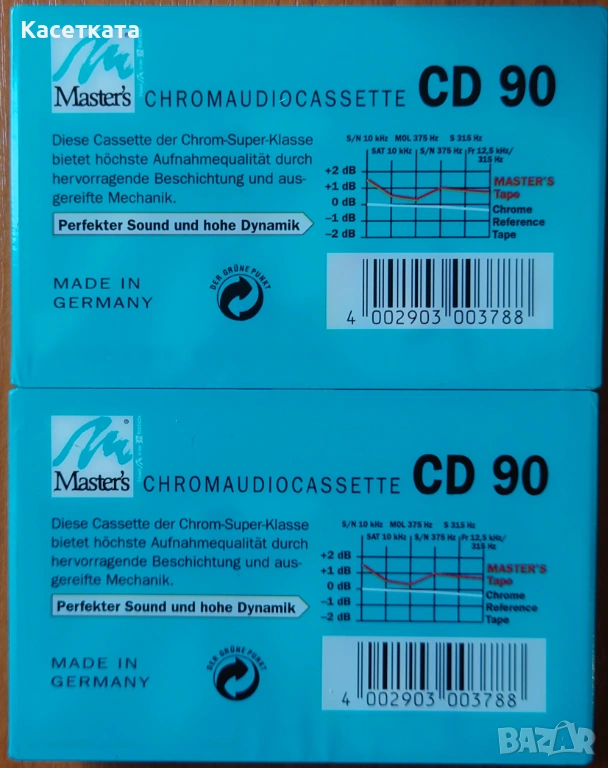 Касетката
Master's
CHROMAUDIOCASSETTE CD 90
Diese Cassette der Chrom-Super-Klasse
bietet höchste Aufnahmequalität durch
hervorragende Beschichtung und aus-
gereifte Mechanik.
Perfekter Sound und hohe Dynamik
S/N 10 kHz MOL 375 Hz S 315 Hz
SAT 10 kHz S/N 375 Hz Fr 12,5 kHz/
315 Hz
+2 dB
+1 dB
0 dB
–1 dB
–2 dB
MASTER'S
Tape
Chrome
Reference
Tape
MADE IN
GERMANY
DER GRÜNE PUNKT
4 002903 003788
Master's
CHROMAUDIOCASSETTE CD 90
Diese Cassette der Chrom-Super-Klasse
bietet höchste Aufnahmequalität durch
hervorragende Beschichtung und aus-
gereifte Mechanik.
Perfekter Sound und hohe Dynamik
S/N 10 kHz MOL 375 Hz S 315 Hz
SAT 10 kHz S/N 375 Hz Fr 12,5 kHz/
315 Hz
+2 dB
+1 dB
0 dB
–1 dB
–2 dB
MASTER'S
Tape
Chrome
Reference
Tape
MADE IN
GERMANY
DER GRÜNE PUNKT
4 002903 003788
BAZAR